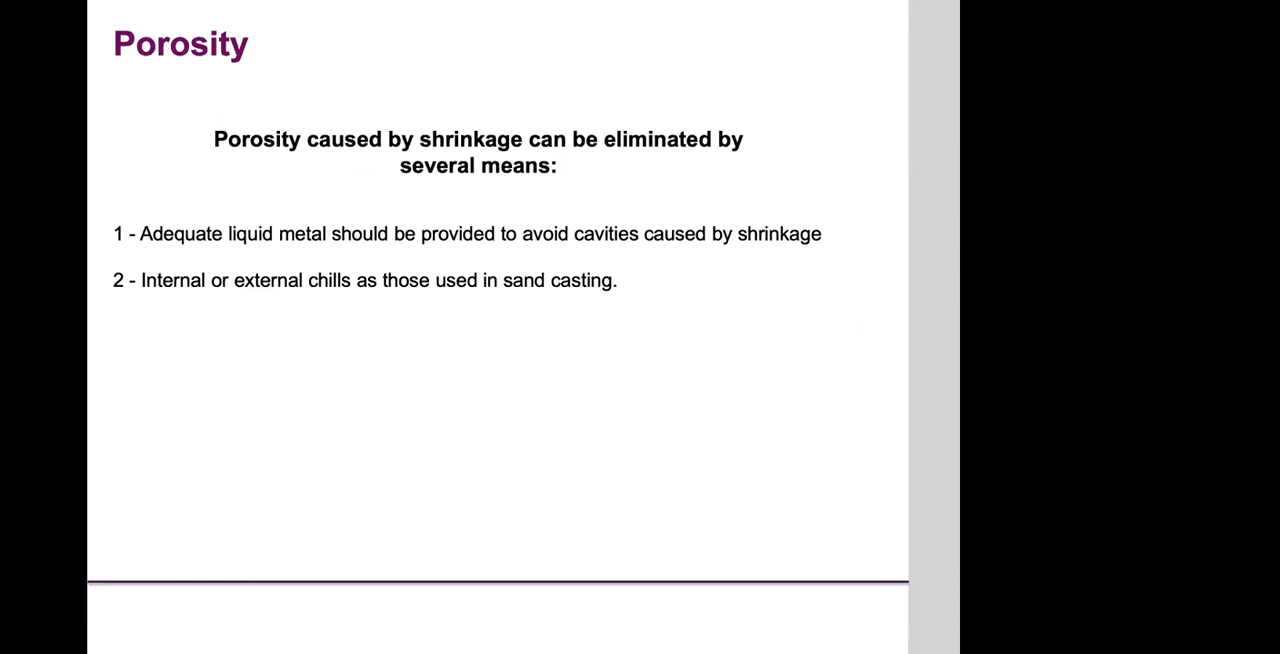 Porosity
Porosity caused by shrinkage can be eliminated by
several means:
1 - Adequate liquid metal should be provided to avoid cavities caused by shrinkage
2 - Internal or external chills as those used in sand casting.